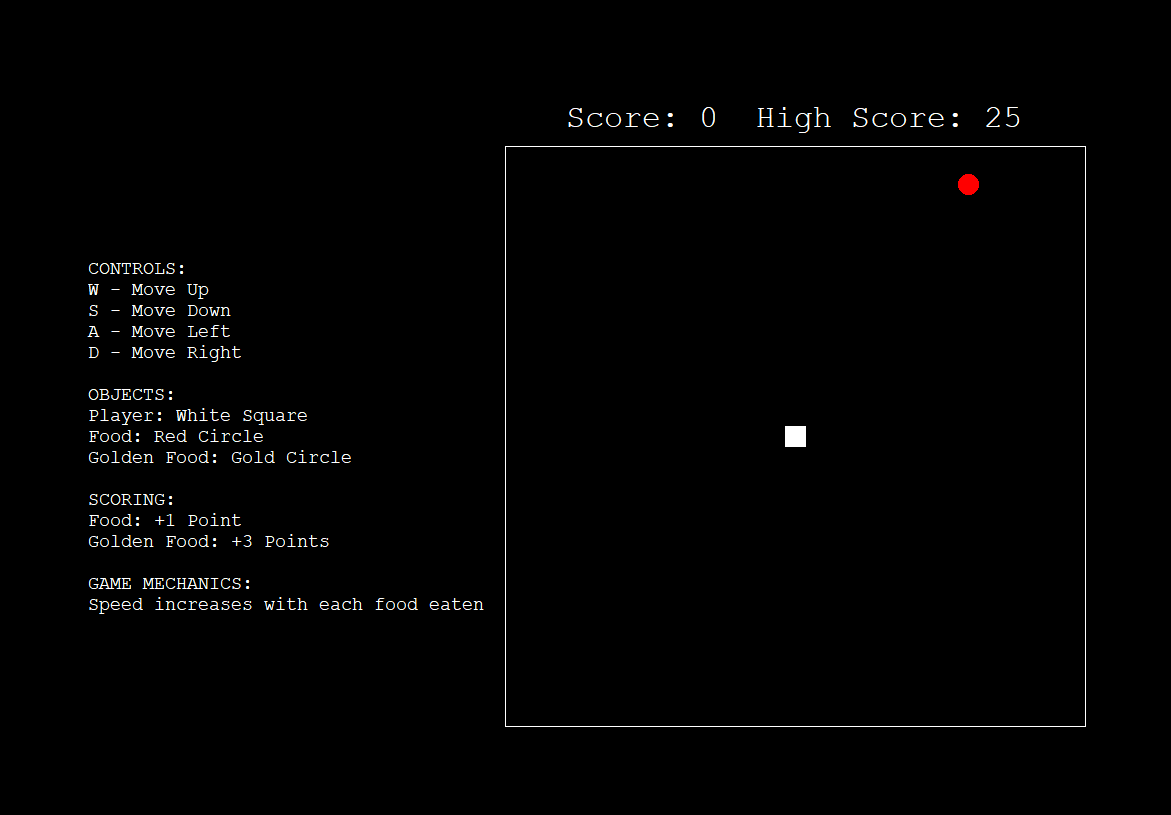 Score: 0  High Score: 25
CONTROLS:
W - Move Up
S - Move Down
A - Move Left
D - Move Right
OBJECTS:
Player: White Square
Food: Red Circle
Golden Food: Gold Circle
SCORING:
Food: +1 Point
Golden Food: +3 Points
GAME MECHANICS:
Speed increases with each food eaten